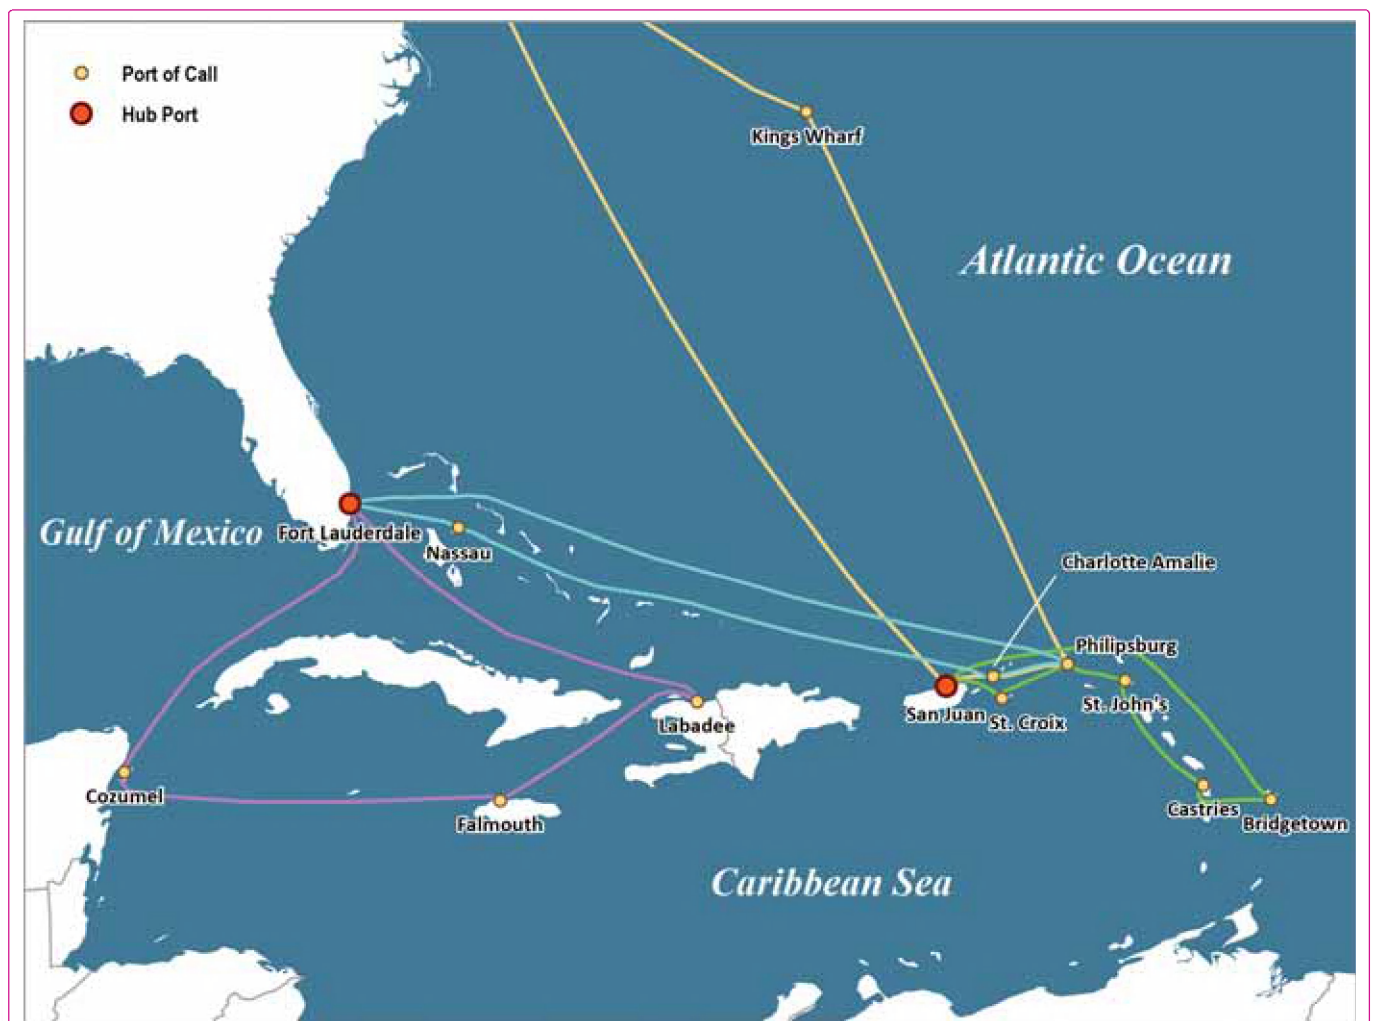 Port of Call
Hub Port
Kings Wharf
Atlantic Ocean
Gulf of Mexico
Fort Lauderdale
Nassau
Charlotte Amalie
Philipsburg
San Juan
St. Croix
St. John's
Labadee
Cozumel
Falmouth
Castries
Bridgetown
Caribbean Sea